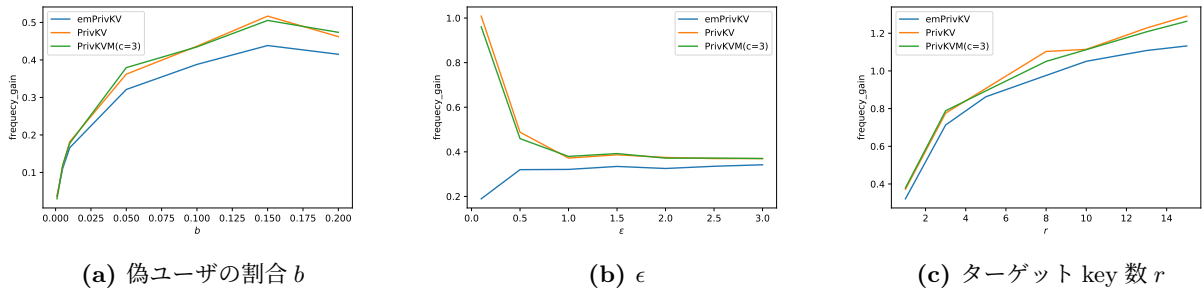 frequecy_gain
0.5
0.4
0.3
0.2
0.1
emPrivKV
PrivKV
PrivKVM(c=3)
0.000 0.025 0.050 0.075 0.100 0.125 0.150 0.175 0.200
b
(a) 偽ユーザの割合 b
frequecy_gain
1.0
0.8
0.6
0.4
0.2
emPrivKV
PrivKV
PrivKVM(c=3)
0.0 0.5 1.0 1.5 2.0 2.5 3.0
ε
(b) ϵ
frequecy_gain
1.2
1.0
0.8
0.6
0.4
emPrivKV
PrivKV
PrivKVM(c=3)
2 4 6 8 10 12 14
r
(c) ターゲット key 数 r